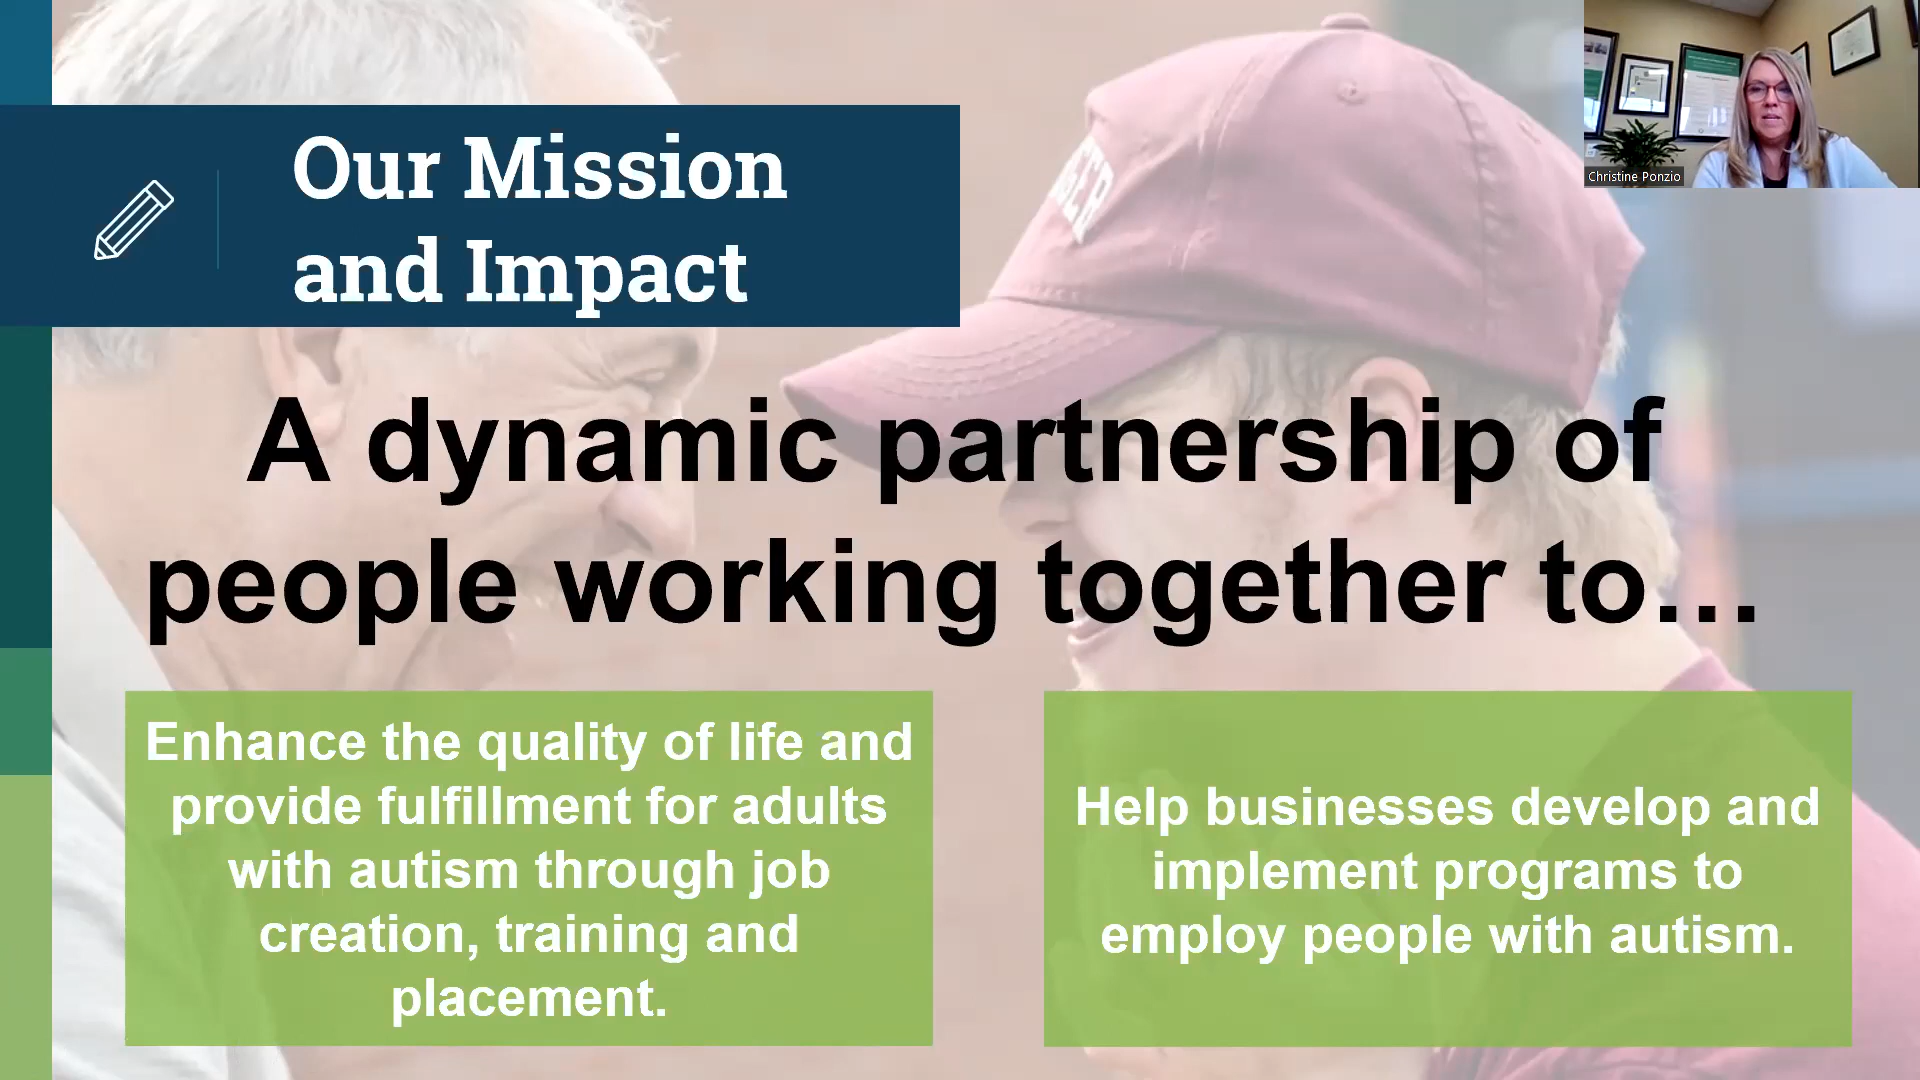 Our Mission
and Impact
Christine Ponzio
A dynamic partnership of
people working together to...
Enhance the quality of life and
provide fulfillment for adults
with autism through job
creation, training and
placement.
Help businesses develop and
implement programs to
employ people with autism.